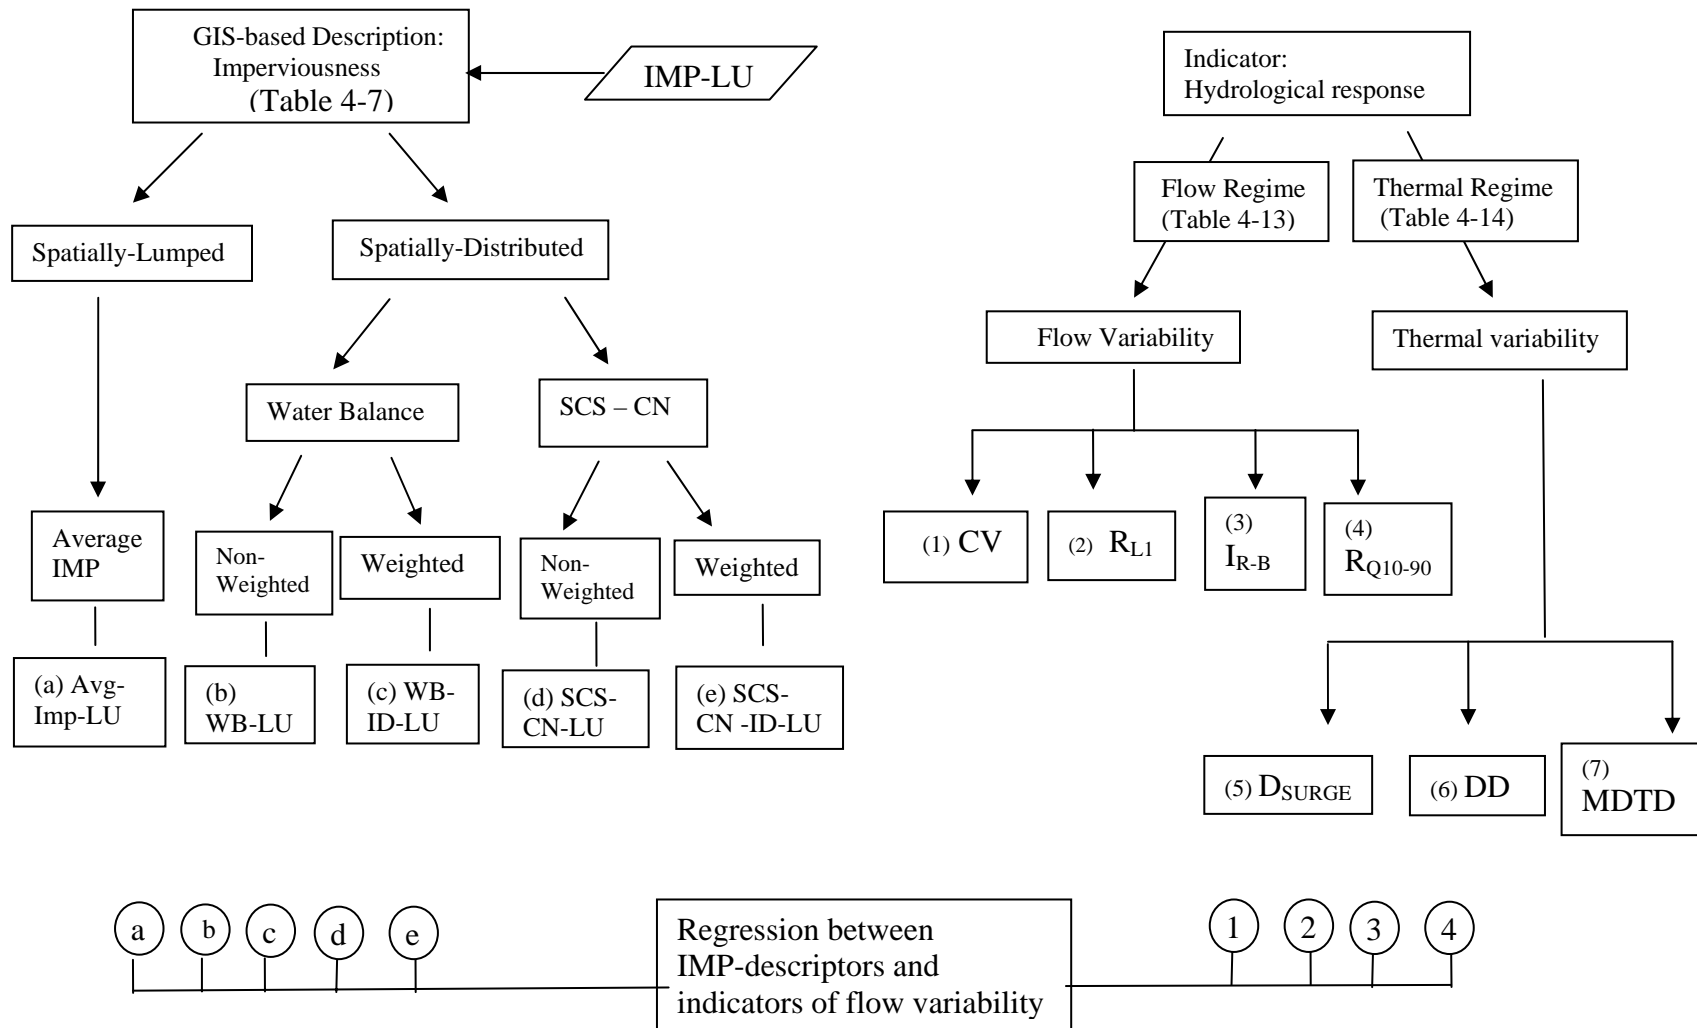 GIS-based Description:
Imperviousness
(Table 4-7)
IMP-LU
Spatially-Lumped
Spatially-Distributed
Water Balance
SCS – CN
Average
IMP
Non-
Weighted
Weighted
Non-
Weighted
Weighted
(a) Avg-
Imp-LU
(b)
WB-LU
(c) WB-
ID-LU
(d) SCS-
CN-LU
(e) SCS-
CN -ID-LU
Indicator:
Hydrological response
Flow Regime
(Table 4-13)
Thermal Regime
(Table 4-14)
Flow Variability
Thermal variability
(1) CV
(2) RL1
(3)
IR-B
(4)
RQ10-90
(5) DSURGE
(6) DD
(7)
MDTD
a b c d e
Regression between
IMP-descriptors and
indicators of flow variability
1 2 3 4